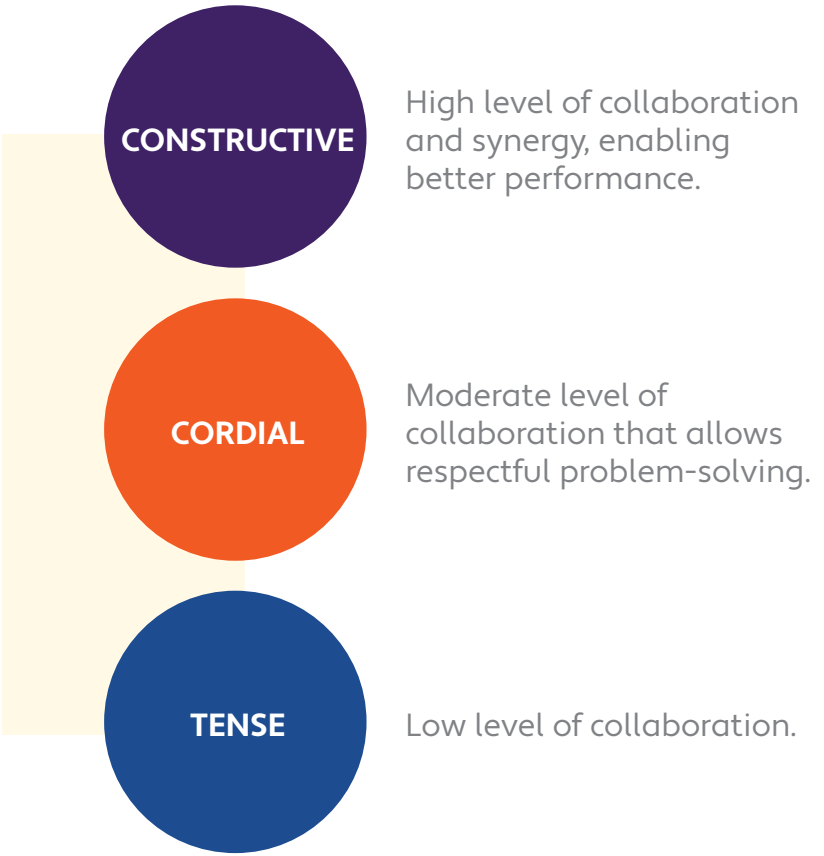 CONSTRUCTIVE
High level of collaboration
and synergy, enabling
better performance.
CORDIAL
Moderate level of
collaboration that allows
respectful problem-solving.
TENSE
Low level of collaboration.